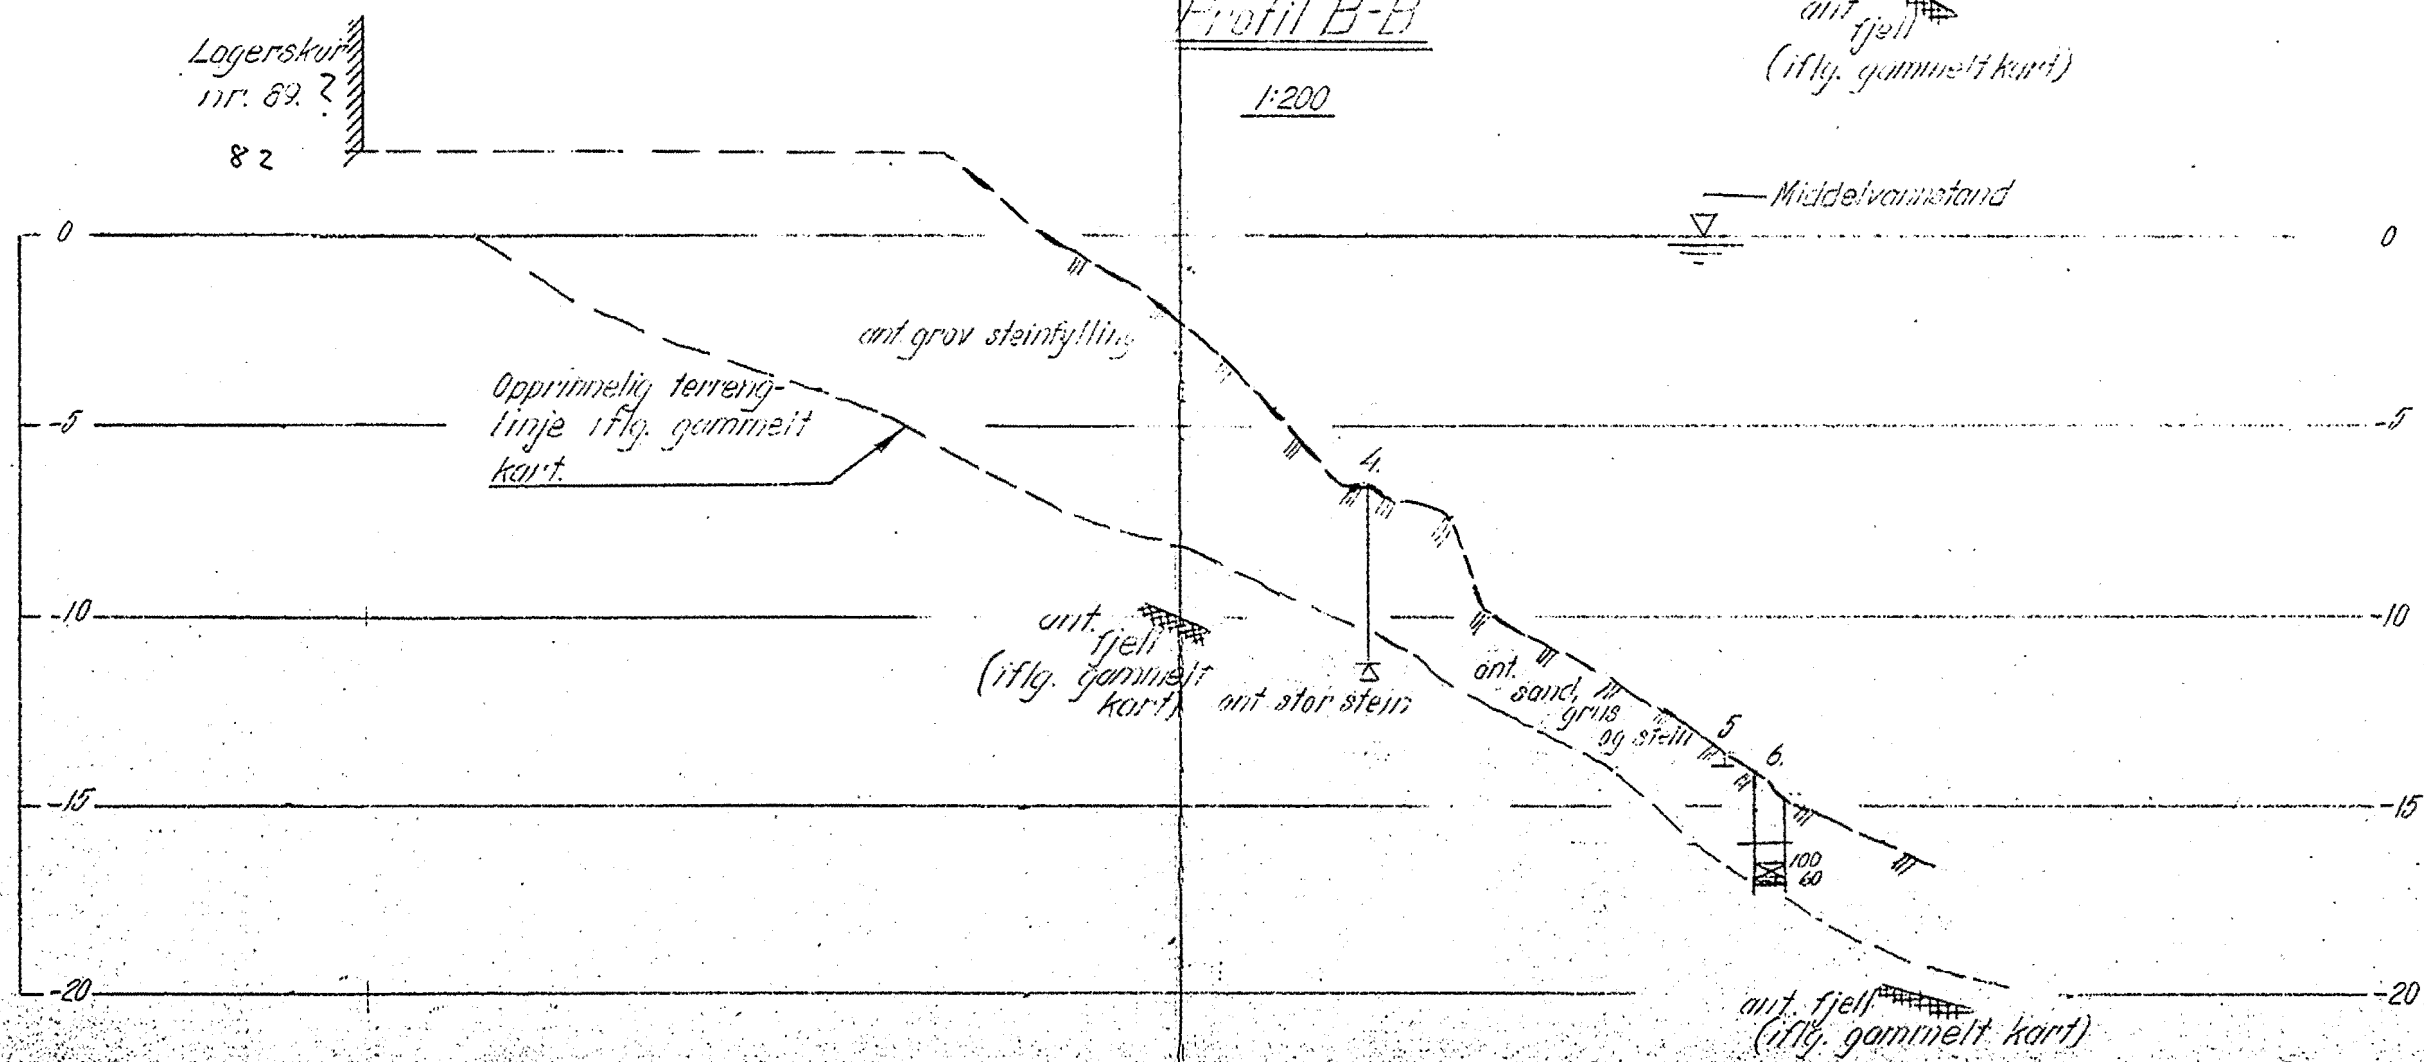 Profil B-B
1:200
Lagerskur
nr. 89. ?
82
ant
fjell
(iflg. gammelt kart)
Middelvannstand
0
0
ant. grov steinfylling
Opprinnelig terreng-
linje iflg. gammelt
kart.
-5
-5
4.
-10
-10
ant.
fjell
(iflg. gammelt
kart)
ant stor stein
ant.
sand,
grus
og stein
5
6.
-15
-15
100
60
-20
-20
ant. fjell
(iflg. gammelt kart)